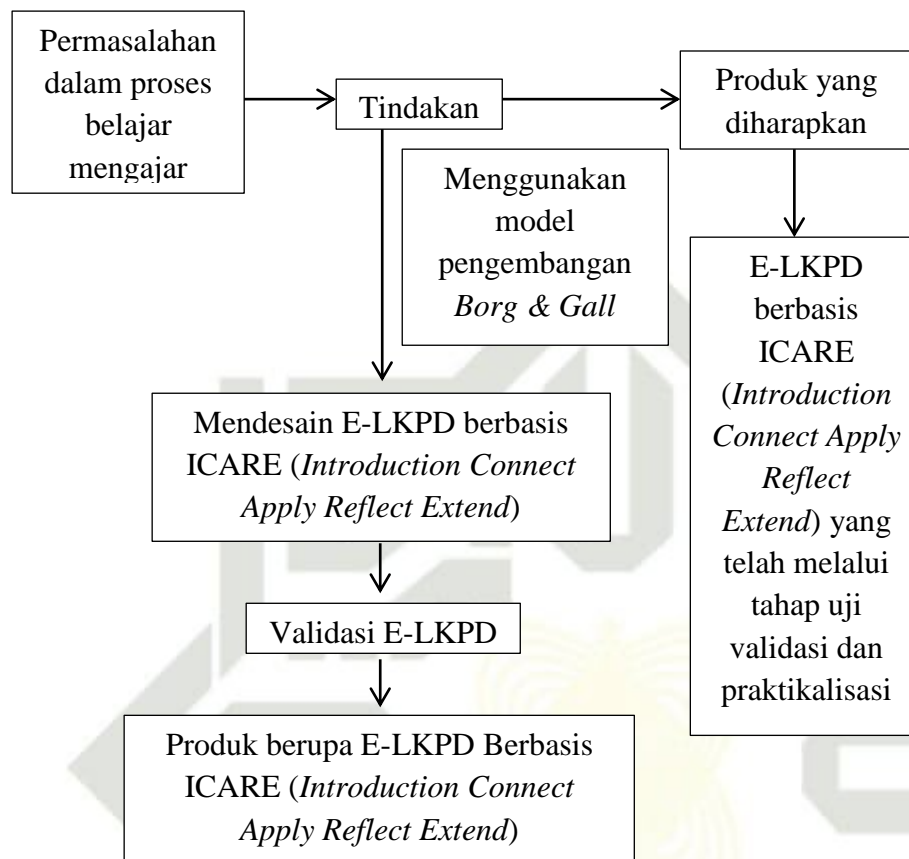 Permasalahan
dalam proses
belajar
mengajar
Tindakan
Produk yang
diharapkan
Menggunakan
model
pengembangan
Borg & Gall
E-LKPD
berbasis
ICARE
(Introduction
Connect Apply
Reflect
Extend) yang
telah melalui
tahap uji
validasi dan
praktikalisasi
Mendesain E-LKPD berbasis
ICARE (Introduction Connect
Apply Reflect Extend)
Validasi E-LKPD
Produk berupa E-LKPD Berbasis
ICARE (Introduction Connect
Apply Reflect Extend)